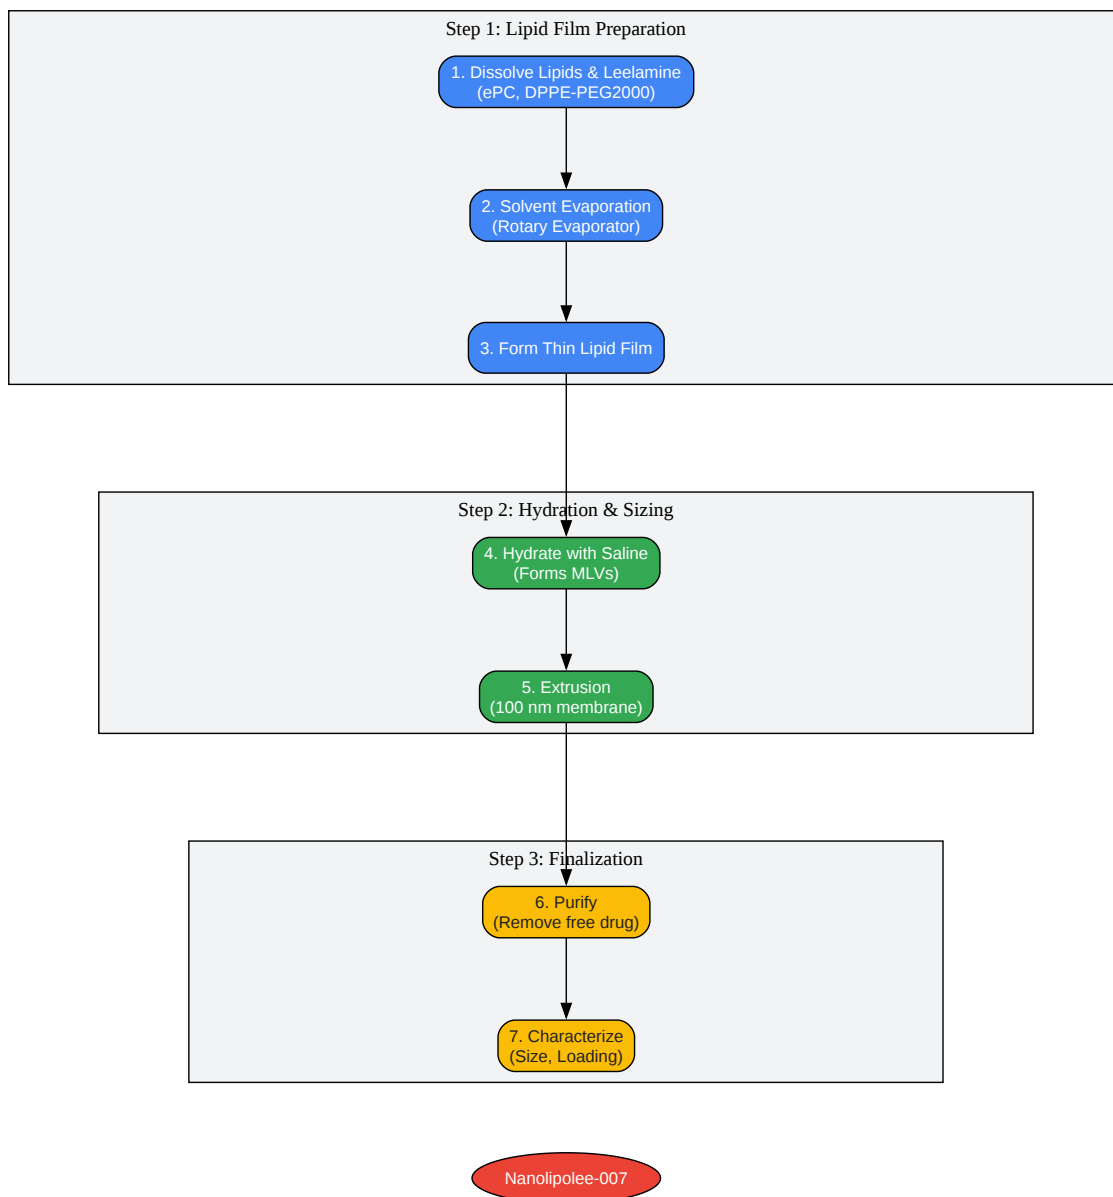 Step 1: Lipid Film Preparation
1. Dissolve Lipids & Leelamine
(ePC, DPPE-PEG2000)
2. Solvent Evaporation
(Rotary Evaporator)
3. Form Thin Lipid Film
Step 2: Hydration & Sizing
4. Hydrate with Saline
(Forms MLVs)
5. Extrusion
(100 nm membrane)
Step 3: Finalization
6. Purify
(Remove free drug)
7. Characterize
(Size, Loading)
Nanolipolee-007